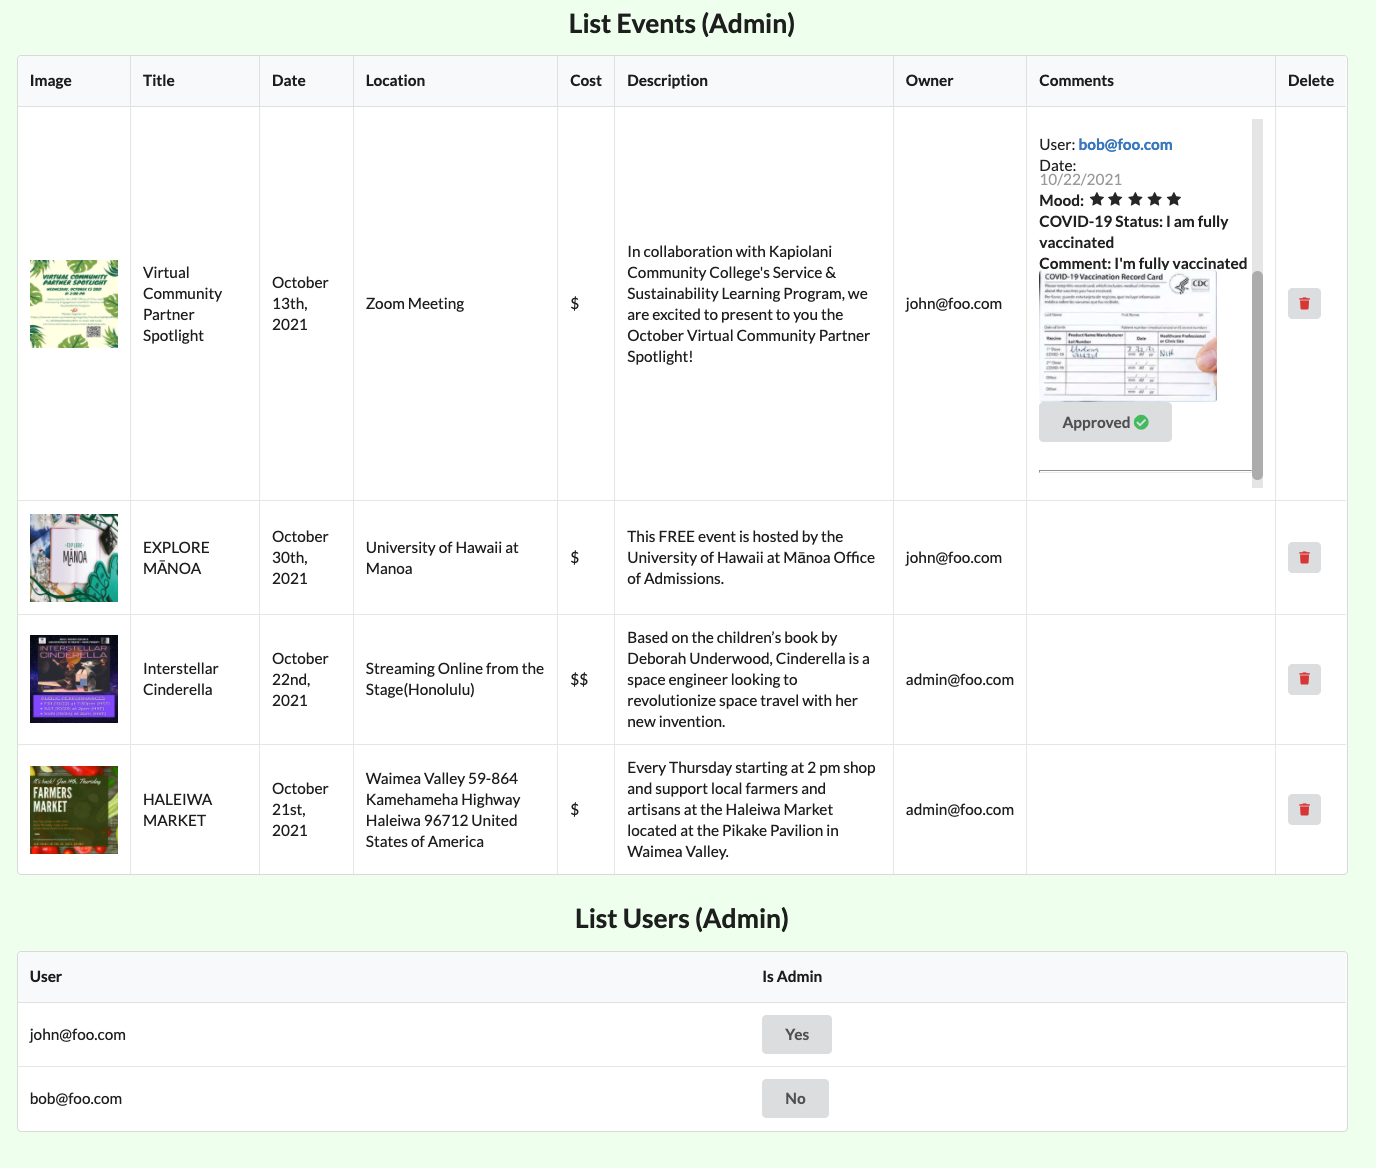 List Events (Admin)
Image Title Date Location Cost Description Owner Comments Delete
VIRTUAL COMMUNITY
PARTNER SPOTLIGHT
Virtual
Community
Partner
Spotlight
October
13th,
2021
Zoom Meeting
$
In collaboration with Kapiolani
Community College's Service &
Sustainability Learning Program, we
are excited to present to you the
October Virtual Community Partner
Spotlight!
john@foo.com
User: bob@foo.com
Date:
10/22/2021
Mood:
COVID-19 Status: I am fully
vaccinated
Comment: I'm fully vaccinated
COVID-19 Vaccination Record Card
CDC
Approved
EXPLORE
MĀNOA
EXPLORE
MĀNOA
October
30th,
2021
University of Hawaii at
Manoa
$
This FREE event is hosted by the
University of Hawaii at Mānoa Office
of Admissions.
john@foo.com
INTERSTELLAR
CINDERELLA
Interstellar
Cinderella
October
22nd,
2021
Streaming Online from the
Stage(Honolulu)
$$
Based on the children’s book by
Deborah Underwood, Cinderella is a
space engineer looking to
revolutionize space travel with her
new invention.
admin@foo.com
It's back! Jan 14th, Thursday
FARMERS
MARKET
HALEIWA
MARKET
October
21st,
2021
Waimea Valley 59-864
Kamehameha Highway
Haleiwa 96712 United
States of America
$
Every Thursday starting at 2 pm shop
and support local farmers and
artisans at the Haleiwa Market
located at the Pikake Pavilion in
Waimea Valley.
admin@foo.com
List Users (Admin)
User Is Admin
john@foo.com Yes
bob@foo.com No